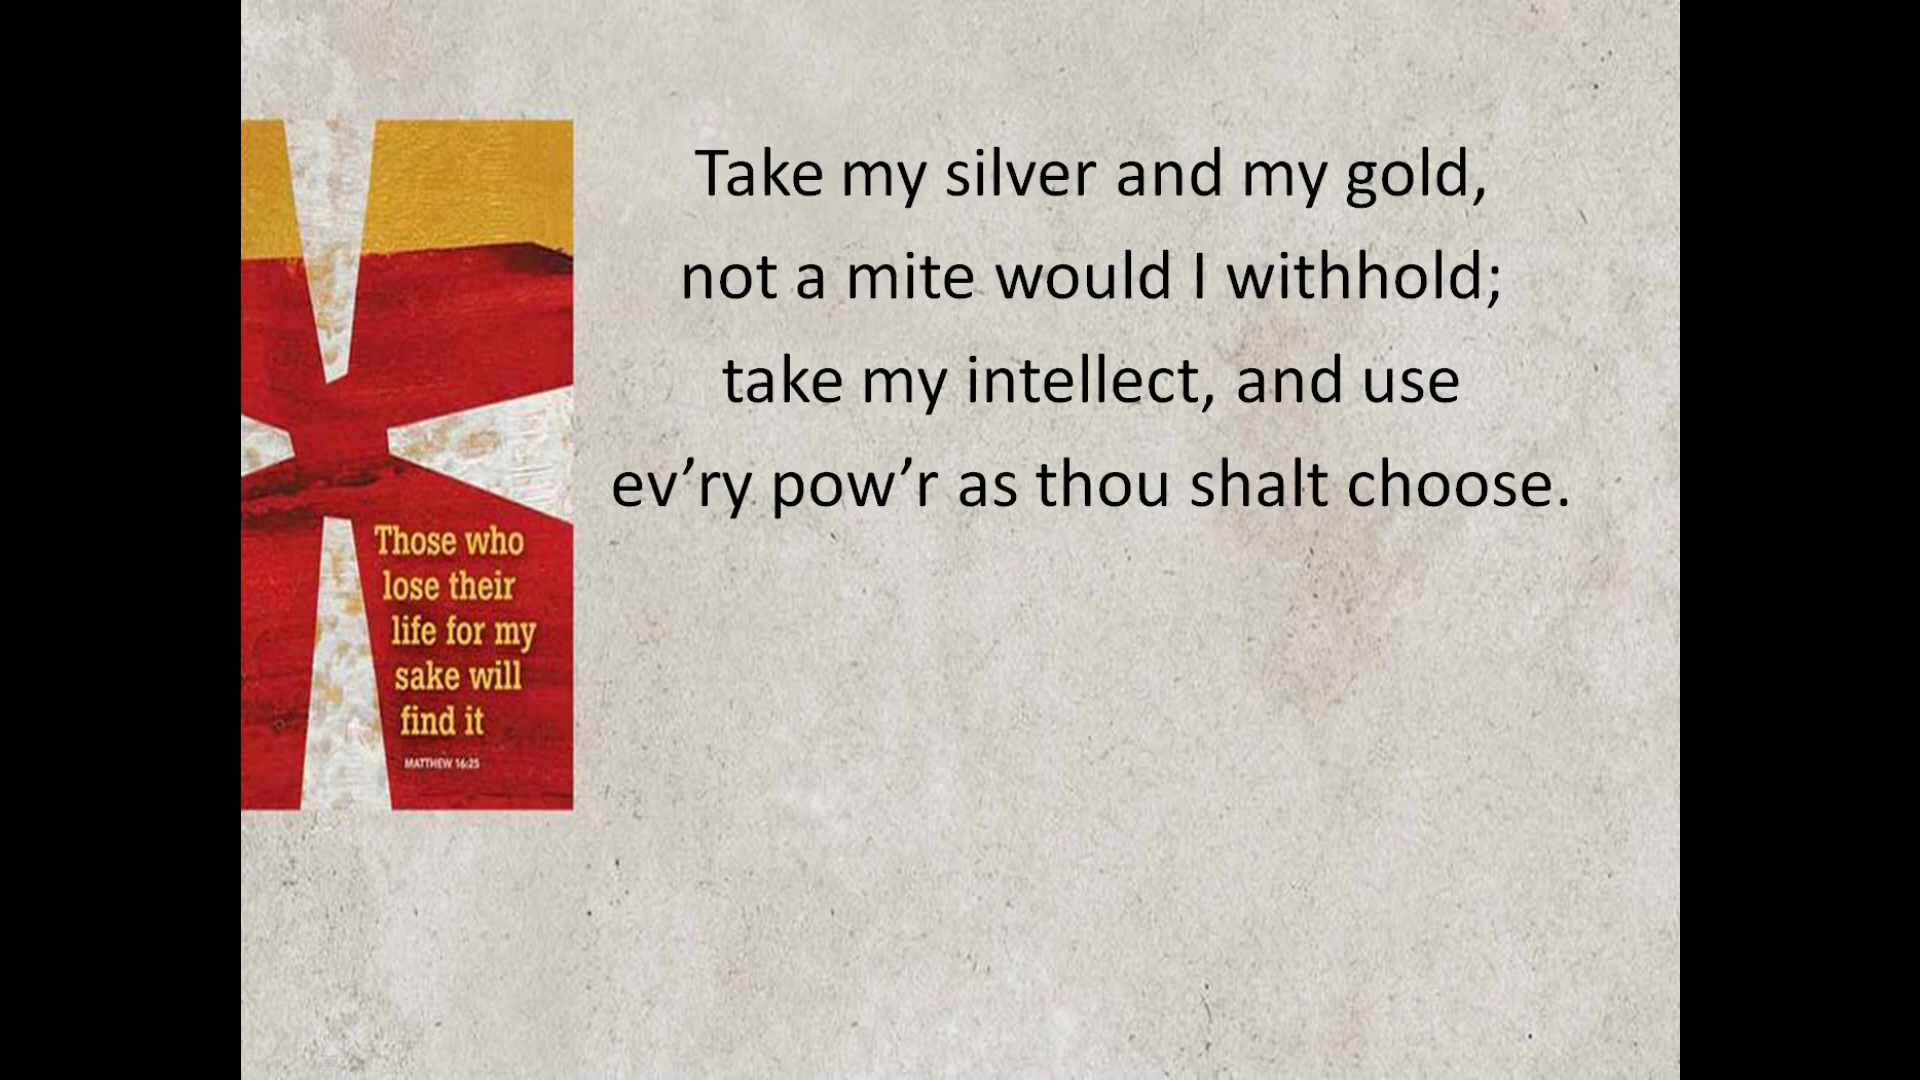 Take my silver and my gold,
not a mite would I withhold;
take my intellect, and use
ev’ry pow’r as thou shalt choose.
Those who
lose their
life for my
sake will
find it
MATTHEW 16:25